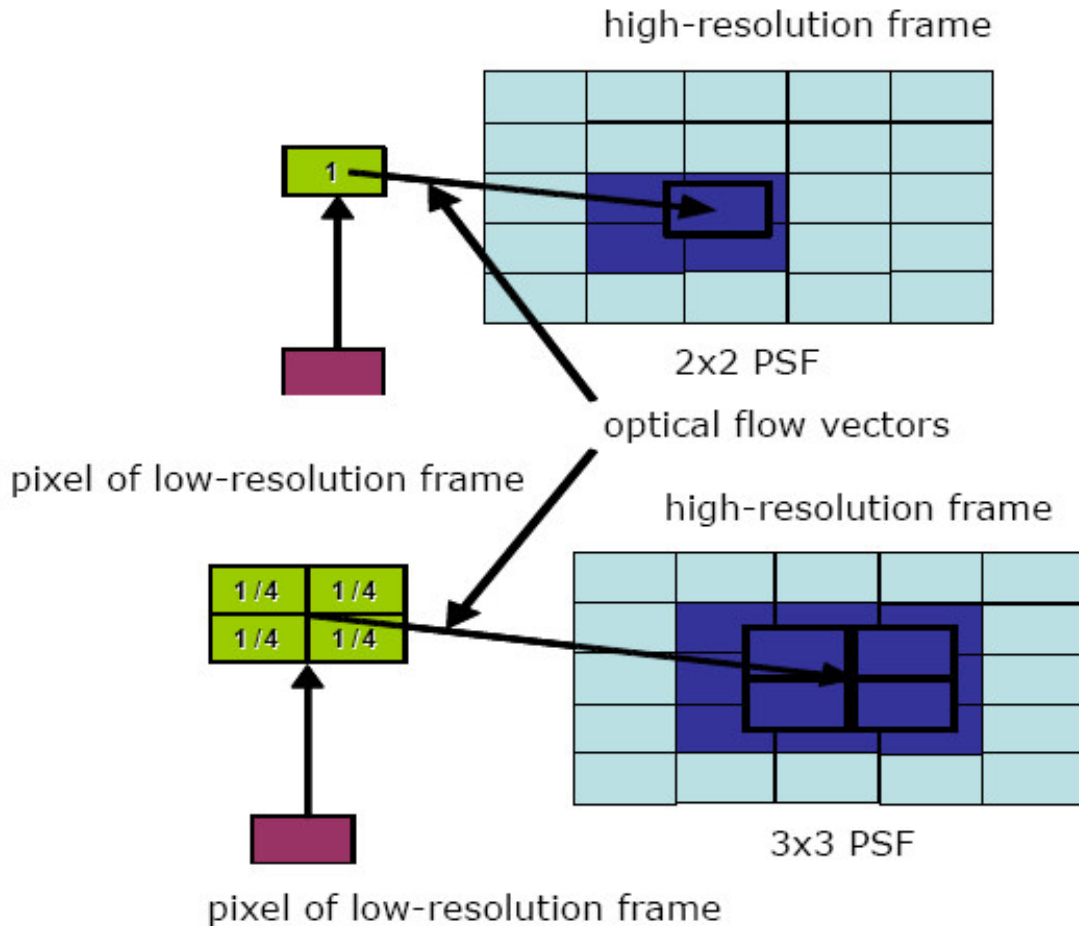 high-resolution frame
1
2x2 PSF
optical flow vectors
pixel of low-resolution frame
high-resolution frame
1/4 1/4
1/4 1/4
3x3 PSF
pixel of low-resolution frame